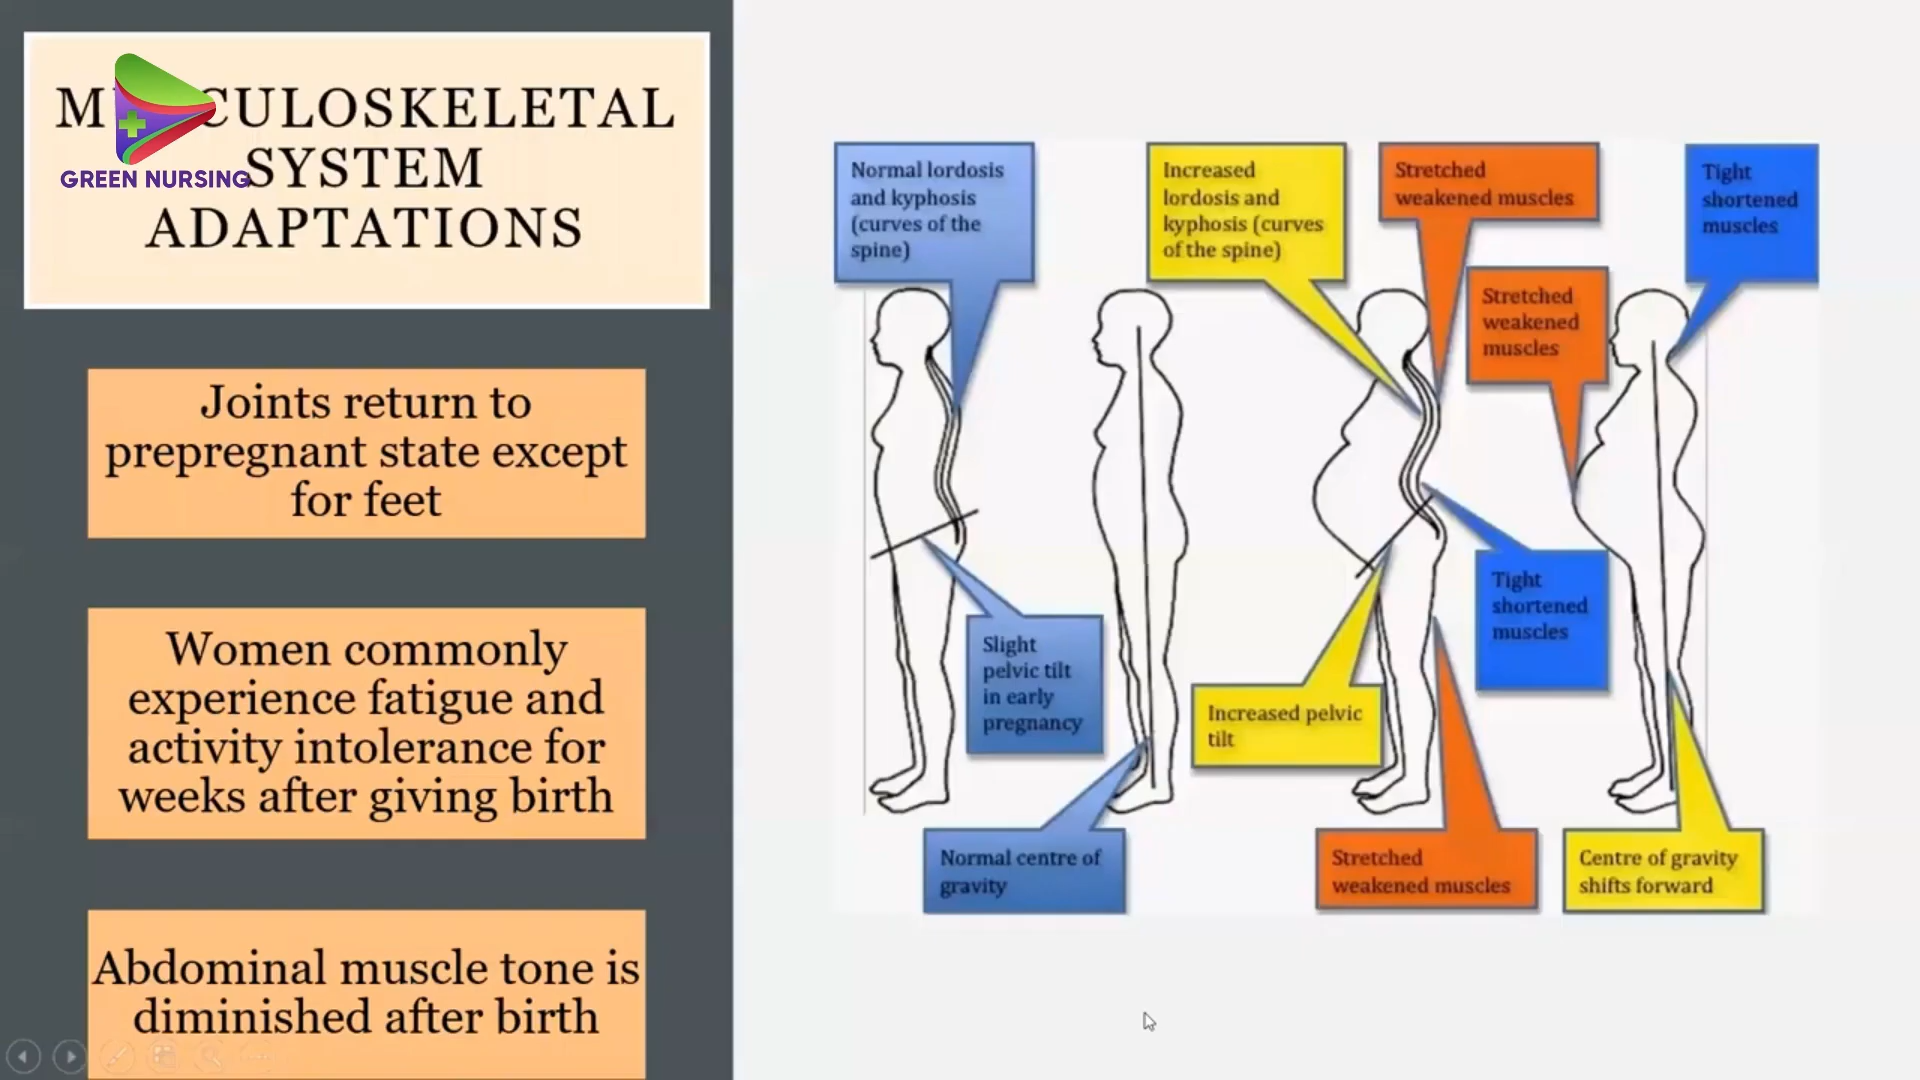 M CULOSKELETAL
SYSTEM
ADAPTATIONS
GREEN NURSING
Joints return to
prepregnant state except
for feet
Women commonly
experience fatigue and
activity intolerance for
weeks after giving birth
Abdominal muscle tone is
diminished after birth
Normal lordosis
and kyphosis
(curves of the
spine)
Increased
lordosis and
kyphosis (curves
of the spine)
Stretched
weakened muscles
Tight
shortened
muscles
Stretched
weakened
muscles
Slight
pelvic tilt
in early
pregnancy
Tight
shortened
muscles
Increased pelvic
tilt
Normal centre of
gravity
Stretched
weakened muscles
Centre of gravity
shifts forward